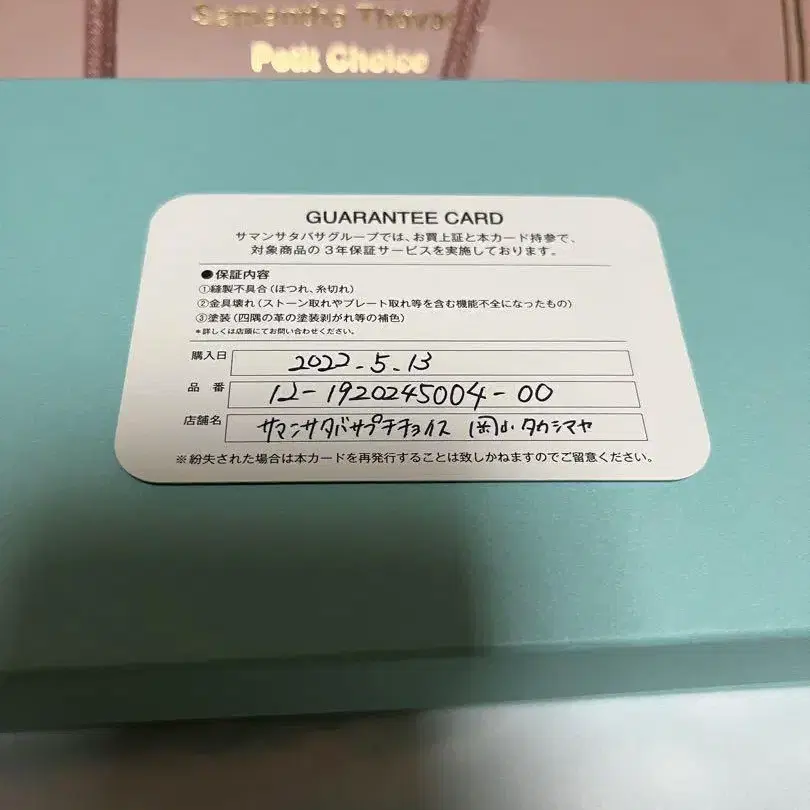 Samantha Thavasa
Petit Choice
GUARANTEE CARD
サマンサタバサグループでは、お買上証と本カード持参で、
対象商品の3年保証サービスを実施しております。
●保証内容
①縫製不具合(ほつれ、糸切れ)
②金具壊れ(ストーン取れやプレート取れ等を含む機能不全になったもの)
③塗装(四隅の革の塗装剥がれ等の補色)
*詳しくは店頭にてお問い合わせください。
購入日 2022.5.13
品 番 12-1920245004-00
店舗名 サマンサタバサプチチョイス 岡山タカシマヤ
※紛失された場合は本カードを再発行することは致しかねますのでご留意ください。